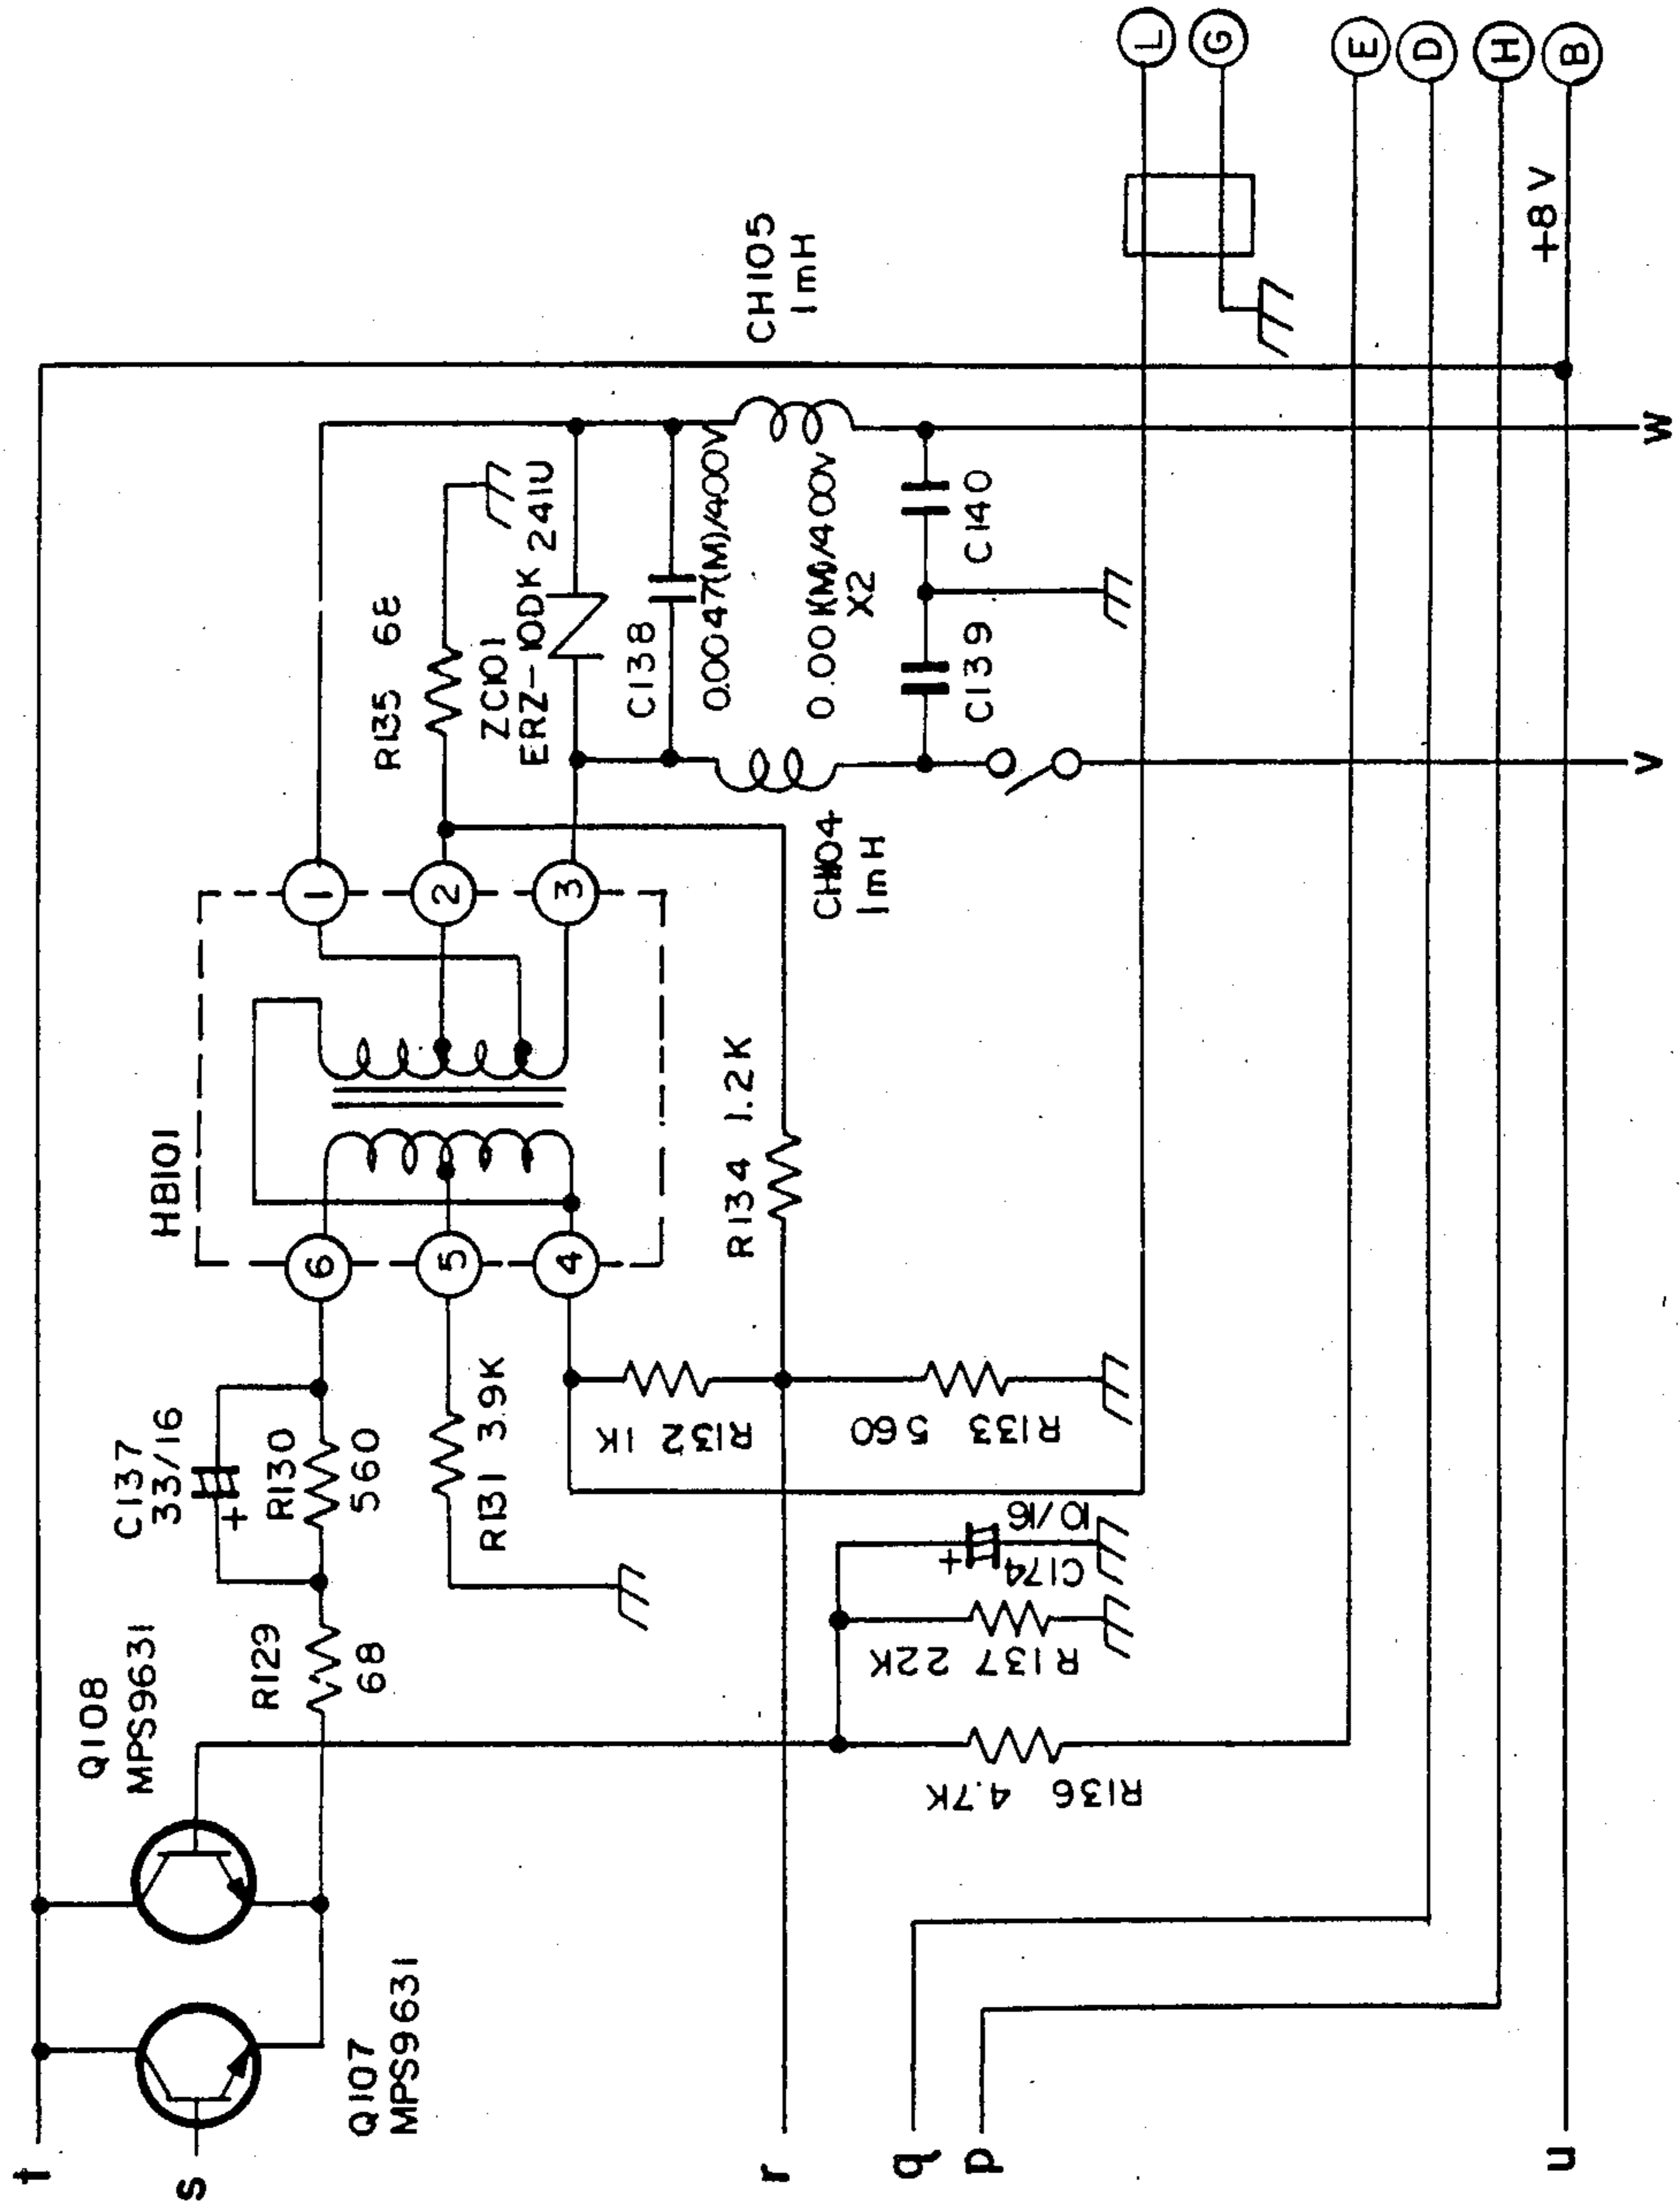 t
s
r
q
p
u
Q107
MPS9631
Q108
MPS9631
R129
68
C137
33/16
+
R130
560
R131 3.9K
HB101
6
5
4
1
2
3
R132 1K
R133 560
R134 1.2K
R135 68
ZC101
ERZ-10DK 241U
C138
0.0047(M)/400V
0.001(M)/400V
X2
C139
C140
CH104
1mH
CH105
1mH
+
C174
10/16
R137 22K
R136 4.7K
L
G
E
D
H
B
+8V
V
W